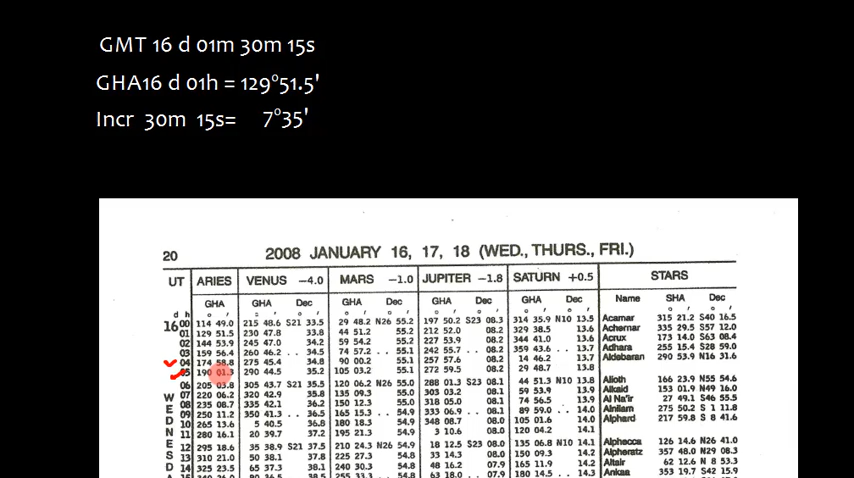 GMT 16 d 01m 30m 15s
GHA16 d 01h = 129°51.5'
Incr 30m 15s= 7°35'
20 2008 JANUARY 16, 17, 18 (WED., THURS., FRI.)
UT ARIES VENUS −4.0 MARS −1.0 JUPITER −1.8 SATURN +0.5 STARS
GHA GHA Dec GHA Dec GHA Dec GHA Dec Name SHA Dec
d h ° ′ ° ′ ° ′ ° ′ ° ′ ° ′ ° ′ ° ′ ° ′ ° ′ ° ′
16 00 114 49.0 215 48.6 S21 33.5 29 48.2 N26 55.2 197 50.2 S23 08.3 314 35.9 N10 13.5 Acamar 315 21.2 S40 16.5
01 129 51.5 230 47.8 33.8 44 51.2 55.2 212 52.0 08.2 329 38.5 13.6 Achernar 335 29.5 S57 12.0
02 144 53.9 245 47.0 34.2 59 54.2 55.2 227 53.9 08.2 344 41.0 13.6 Acrux 173 14.0 S63 08.4
03 159 56.4 260 46.2 . . 34.5 74 57.2 . . 55.1 242 55.7 . . 08.2 359 43.6 . . 13.7 Adhara 255 15.4 S28 59.0
04 174 58.8 275 45.4 34.8 90 00.2 55.1 257 57.6 08.2 14 46.2 13.7 Aldebaran 290 53.9 N16 31.6
05 190 01.3 290 44.5 35.2 105 03.2 55.1 272 59.5 08.2 29 48.7 13.8
06 205 03.8 305 43.7 S21 35.5 120 06.2 N26 55.0 288 01.3 S23 08.1 44 51.3 N10 13.8 Alioth 166 23.9 N55 54.6
W 07 220 06.2 320 42.9 35.8 135 09.3 55.0 303 03.2 08.1 59 53.9 13.9 Alkaid 153 01.9 N49 16.0
E 08 235 08.7 335 42.1 36.2 150 12.3 55.0 318 05.0 08.1 74 56.5 13.9 Al Na'ir 27 49.1 S46 55.5
D 09 250 11.2 350 41.3 . . 36.5 165 15.3 . . 54.9 333 06.9 . . 08.1 89 59.0 . . 14.0 Alnilam 275 50.2 S 1 11.8
N 10 265 13.6 5 40.5 36.8 180 18.3 54.9 348 08.7 08.0 105 01.6 14.0 Alphard 217 59.8 S 8 41.6
E 11 280 16.1 20 39.7 37.2 195 21.3 54.9 3 10.6 08.0 120 04.2 14.1
S 12 295 18.6 35 38.9 S21 37.5 210 24.3 N26 54.9 18 12.5 S23 08.0 135 06.8 N10 14.1 Alphecca 126 14.6 N26 41.0
D 13 310 21.0 50 38.1 37.8 225 27.3 54.8 33 14.3 08.0 150 09.3 14.2 Alpheratz 357 48.0 N29 08.3
14 325 23.5 65 37.3 38.1 240 30.3 54.8 48 16.2 07.9 165 11.9 14.2 Altair 62 12.6 N 8 53.3
38.5 255 33.3 54.8 63 18.0 07.9 180 14.5 14.3 Ankaa 353 19.7 S42 15.9